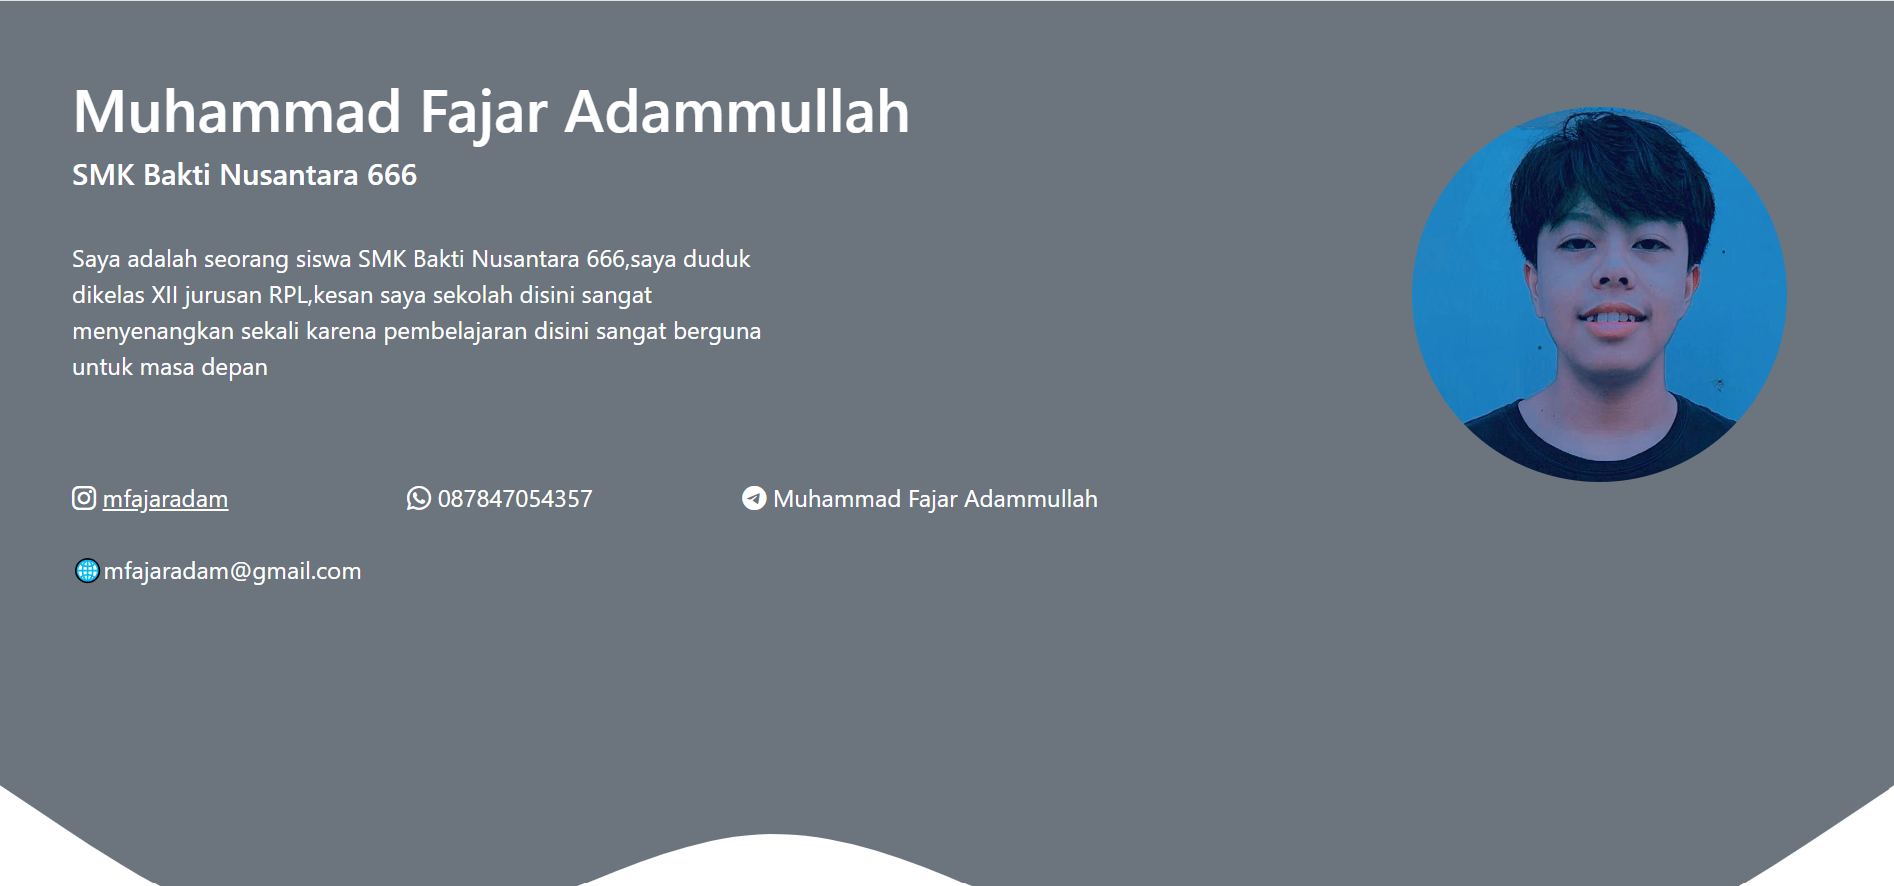 Muhammad Fajar Adammullah
SMK Bakti Nusantara 666
Saya adalah seorang siswa SMK Bakti Nusantara 666,saya duduk
dikelas XII jurusan RPL,kesan saya sekolah disini sangat
menyenangkan sekali karena pembelajaran disini sangat berguna
untuk masa depan
mfajaradam 087847054357 Muhammad Fajar Adammullah
mfajaradam@gmail.com